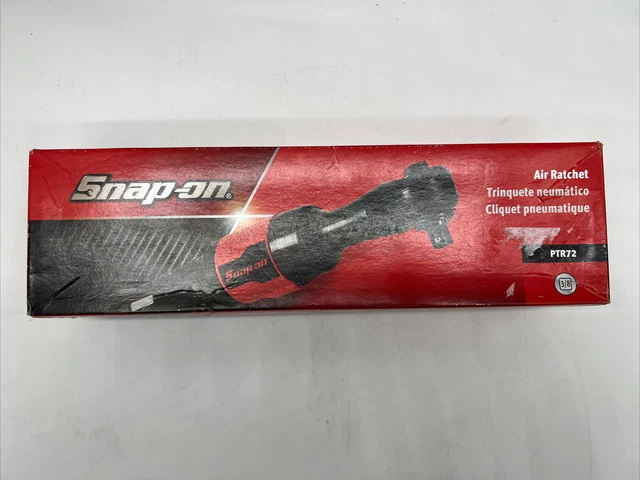 Snap-on®
Air Ratchet
Trinquete neumático
Cliquet pneumatique
PTR72
3/8
Snap-on